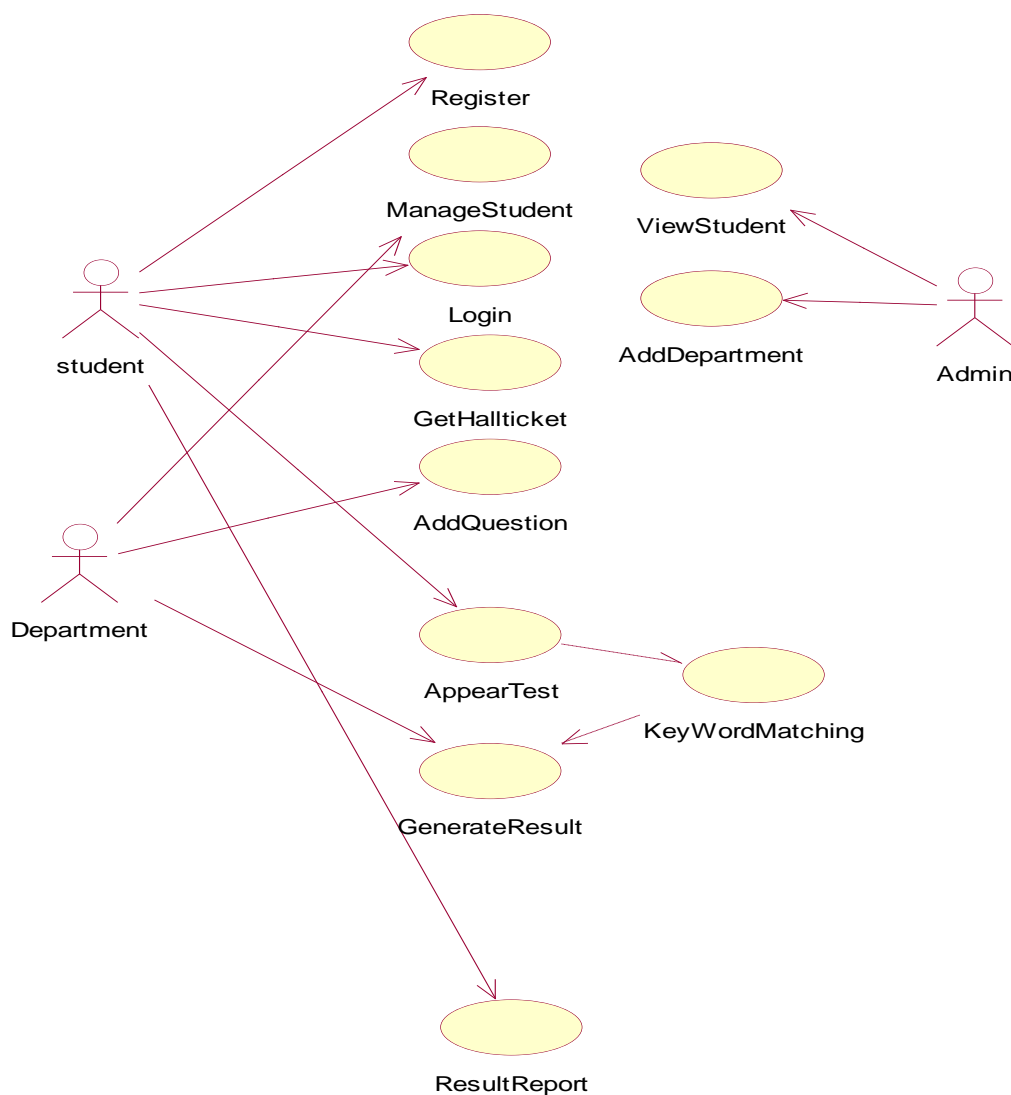 Register
ManageStudent
ViewStudent
Login
student
AddDepartment
Admin
GetHallticket
AddQuestion
Department
AppearTest
KeyWordMatching
GenerateResult
ResultReport